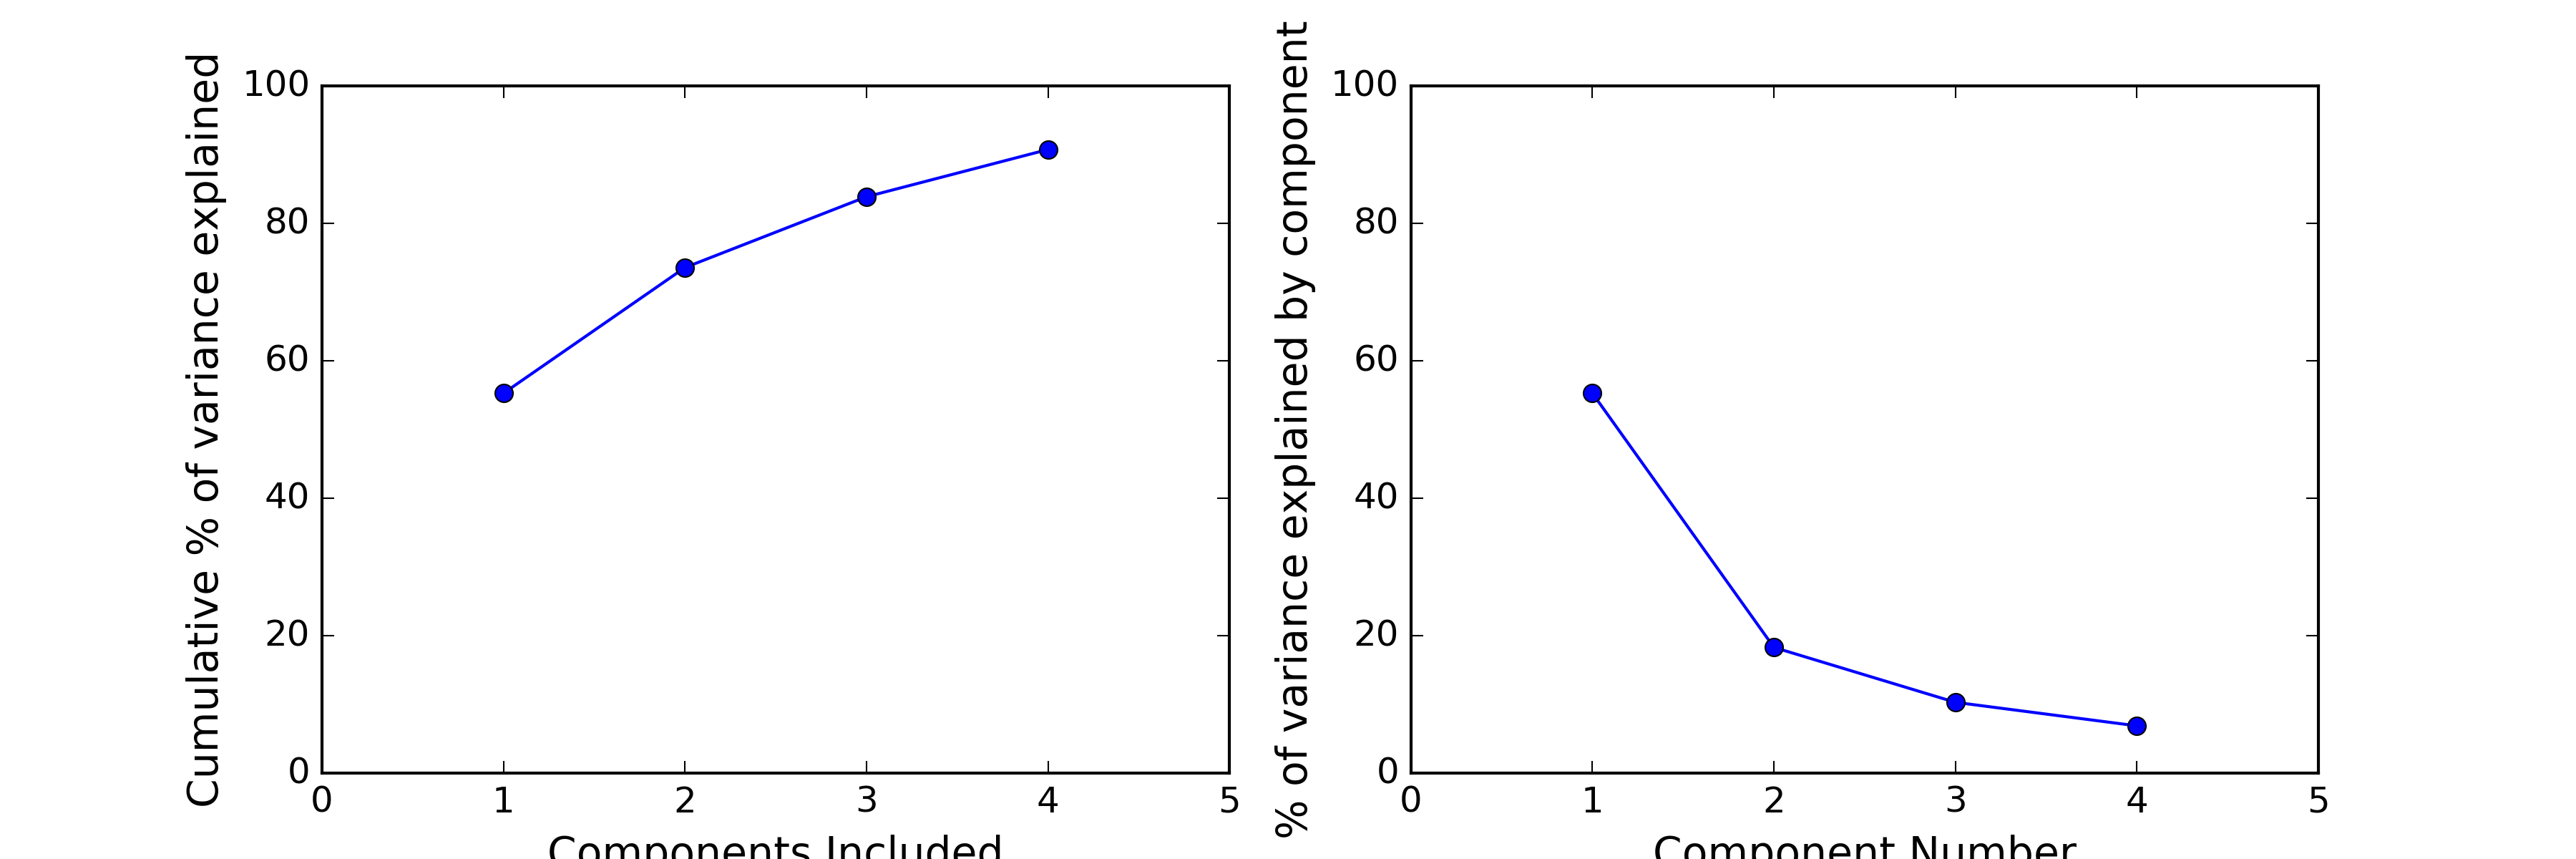 Cumulative % of variance explained
100
80
60
40
20
0
0 1 2 3 4 5
Components Included
% of variance explained by component
100
80
60
40
20
0
0 1 2 3 4 5
Component Number